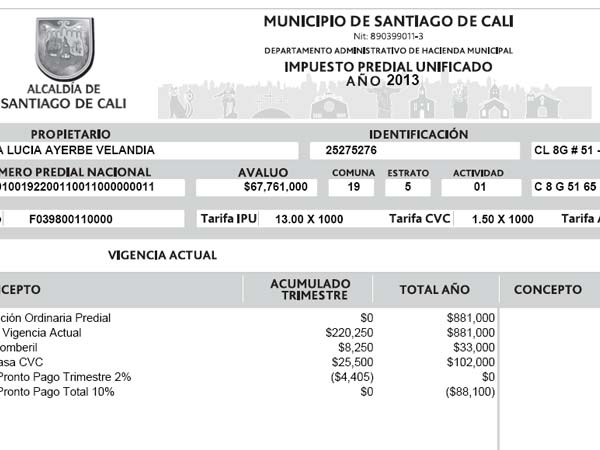 MUNICIPIO DE SANTIAGO DE CALI
Nit: 890399011-3
DEPARTAMENTO ADMINISTRATIVO DE HACIENDA MUNICIPAL
IMPUESTO PREDIAL UNIFICADO
AÑO 2013
ALCALDÍA DE
SANTIAGO DE CALI
PROPIETARIO IDENTIFICACIÓN
A LUCIA AYERBE VELANDIA 25275276 CL 8G # 51 -
MERO PREDIAL NACIONAL AVALUO COMUNA ESTRATO ACTIVIDAD
01001922001100110000000011 $67,761,000 19 5 01 C 8 G 51 65
F039800110000 Tarifa IPU 13.00 X 1000 Tarifa CVC 1.50 X 1000 Tarifa
VIGENCIA ACTUAL
CEPTO ACUMULADO TRIMESTRE TOTAL AÑO CONCEPTO
ción Ordinaria Predial $0 $881,000
Vigencia Actual $220,250 $881,000
omberil $8,250 $33,000
asa CVC $25,500 $102,000
Pronto Pago Trimestre 2% ($4,405) $0
Pronto Pago Total 10% $0 ($88,100)